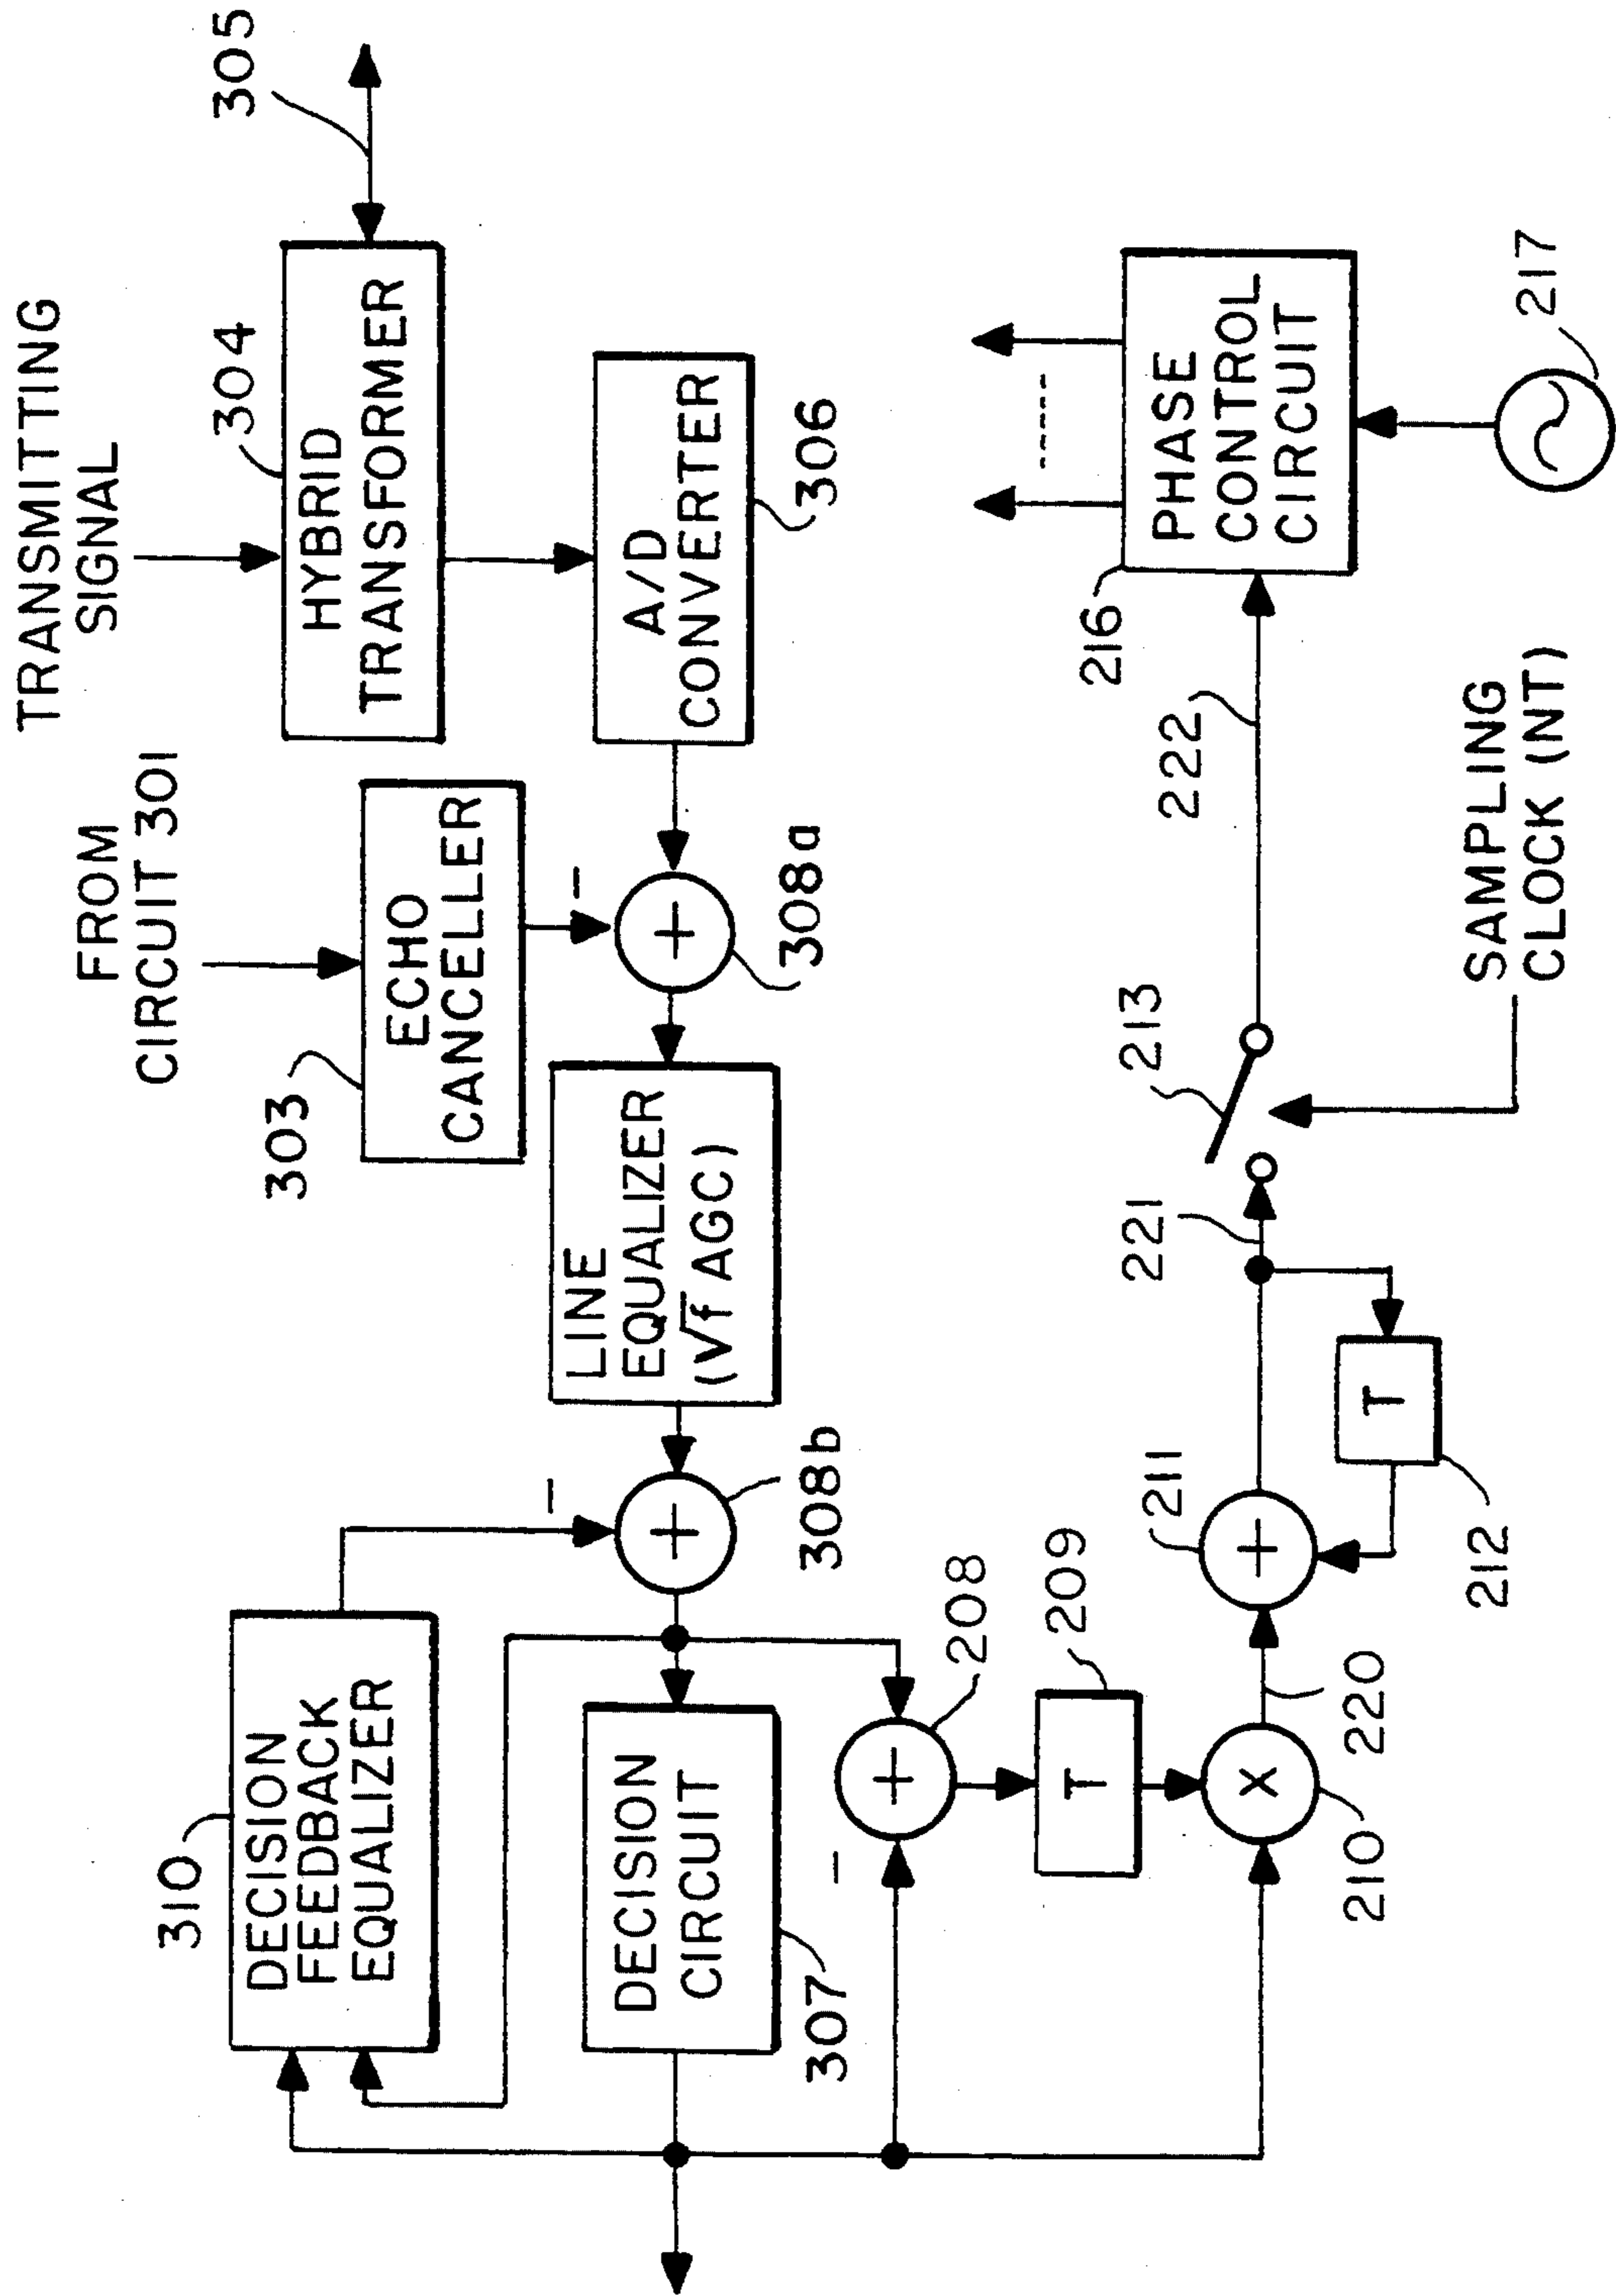 TRANSMITTING
SIGNAL
FROM
CIRCUIT 301
304
305
HYBRID
TRANSFORMER
303
ECHO
CANCELLER
310
DECISION
FEEDBACK
EQUALIZER
A/D
CONVERTER
306
−
+
308a
LINE
EQUALIZER
(√f AGC)
−
+
308b
DECISION
CIRCUIT
307
−
+
208
T
209
X
210
220
+
211
T
212
221
213
222
SAMPLING
CLOCK (NT)
216
PHASE
CONTROL
CIRCUIT
217